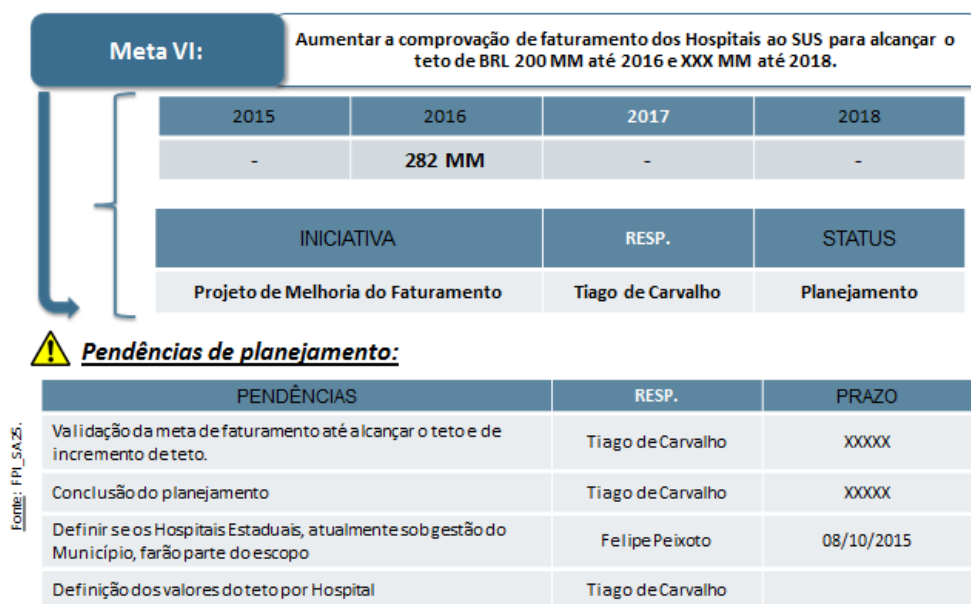 Meta VI:
Aumentar a comprovação de faturamento dos Hospitais ao SUS para alcançar o
teto de BRL 200 MM até 2016 e XXX MM até 2018.
2015 2016 2017 2018
- 282 MM - -
INICIATIVA RESP. STATUS
Projeto de Melhoria do Faturamento Tiago de Carvalho Planejamento
Pendências de planejamento:
PENDÊNCIAS RESP. PRAZO
Validação da meta de faturamento até alcançar o teto e de
incremento de teto.
Tiago de Carvalho XXXXX
Conclusão do planejamento Tiago de Carvalho XXXXX
Definir se os Hospitais Estaduais, atualmente sob gestão do
Município, farão parte do escopo
Felipe Peixoto 08/10/2015
Definição dos valores do teto por Hospital Tiago de Carvalho
Fonte: FPI_SA25.